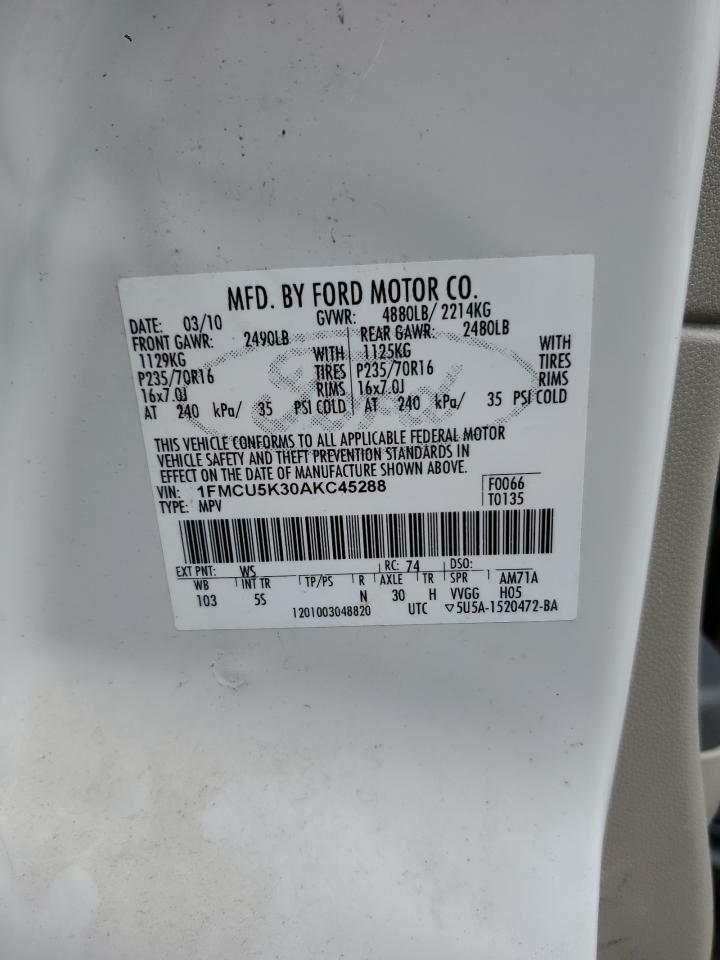 MFD. BY FORD MOTOR CO.
DATE: 03/10 GVWR: 4880LB/ 2214KG
FRONT GAWR: 2490LB REAR GAWR: 2480LB
1129KG WITH 1125KG WITH
P235/70R16 TIRES P235/70R16 TIRES
16x7.0J RIMS 16x7.0J RIMS
AT 240 kPa/ 35 PSI COLD AT 240 kPa/ 35 PSI COLD
Ford
THIS VEHICLE CONFORMS TO ALL APPLICABLE FEDERAL MOTOR
VEHICLE SAFETY AND THEFT PREVENTION STANDARDS IN
EFFECT ON THE DATE OF MANUFACTURE SHOWN ABOVE.
VIN: 1FMCU5K30AKC45288 F0066
TYPE: MPV T0135
EXT PNT: WS RC: 74 DSO:
WB INT TR TP/PS R AXLE TR SPR AM71A
103 5S N 30 H VVGG H05
1201003048820 UTC ▽5U5A-1520472-BA